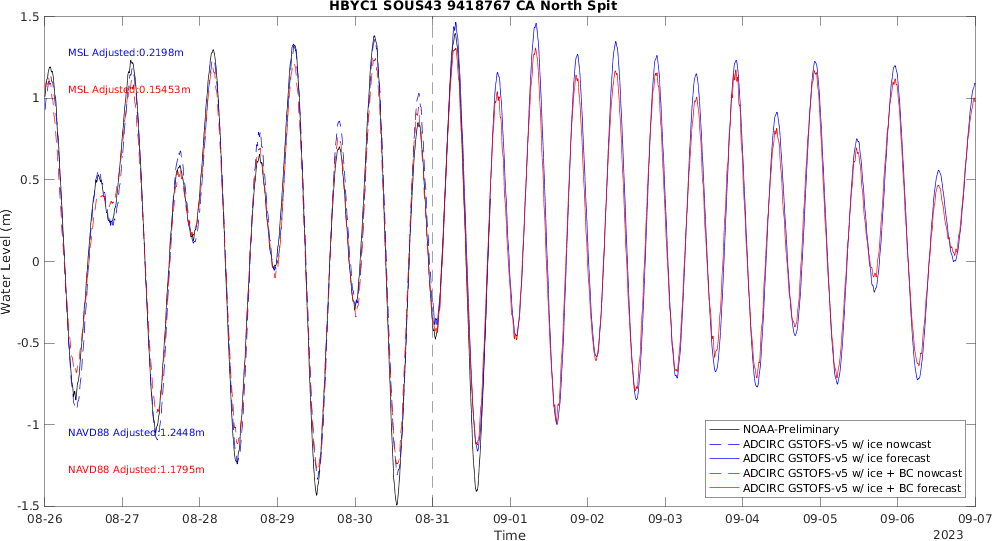 HBYC1 SOUS43 9418767 CA North Spit
1.5
MSL Adjusted:0.2198m
MSL Adjusted:0.15453m
1
0.5
Water Level (m)
0
-0.5
-1
NAVD88 Adjusted:1.2448m
NAVD88 Adjusted:1.1795m
-1.5
NOAA-Preliminary
ADCIRC GSTOFS-v5 w/ ice nowcast
ADCIRC GSTOFS-v5 w/ ice forecast
ADCIRC GSTOFS-v5 w/ ice + BC nowcast
ADCIRC GSTOFS-v5 w/ ice + BC forecast
08-26 08-27 08-28 08-29 08-30 08-31 09-01 09-02 09-03 09-04 09-05 09-06 09-07
Time
2023